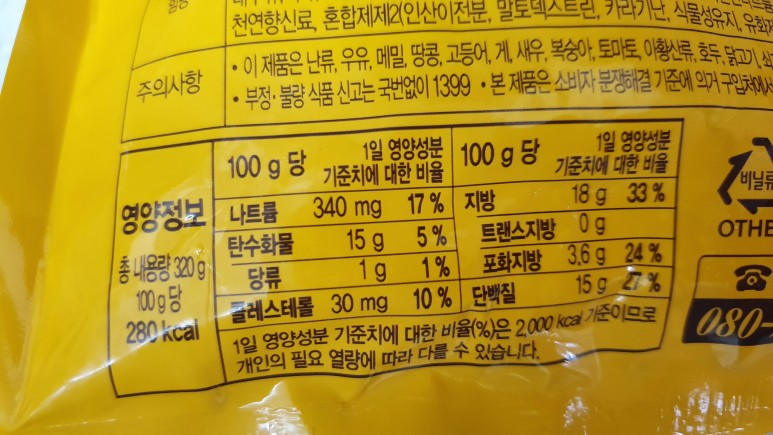 천연향신료, 혼합제제2(인산이전분, 말토덱스트린, 카라기난, 식물성유지, 유화제
주의사항
• 이 제품은 난류, 우유, 메밀, 땅콩, 고등어, 게, 새우, 복숭아, 토마토, 아황산류, 호두, 닭고기,
• 부정·불량 식품 신고는 국번없이 1399 • 본 제품은 소비자 분쟁해결 기준에 의거 구입처에서
영양정보
총 내용량 320 g
100 g 당
280 kcal
100 g 당 1일 영양성분 기준치에 대한 비율
나트륨 340 mg 17 %
탄수화물 15 g 5 %
당류 1 g 1 %
콜레스테롤 30 mg 10 %
100 g 당 1일 영양성분 기준치에 대한 비율
지방 18 g 33 %
트랜스지방 0 g
포화지방 3.6 g 24 %
단백질 15 g 27 %
1일 영양성분 기준치에 대한 비율(%)은 2,000 kcal 기준이므로
개인의 필요 열량에 따라 다를 수 있습니다.
비닐류
OTHE
080-